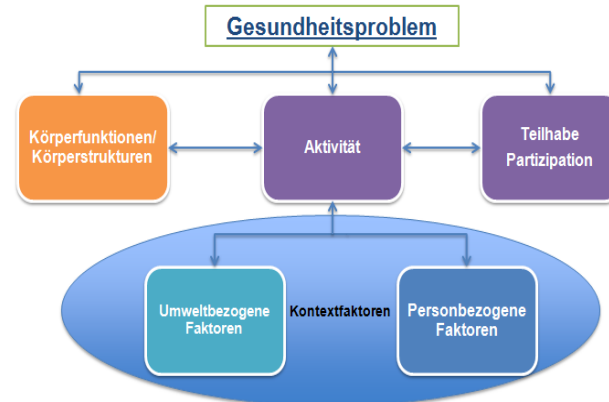 Gesundheitsproblem
Körperfunktionen/
Körperstrukturen
Aktivität
Teilhabe
Partizipation
Umweltbezogene
Faktoren
Kontextfaktoren
Personbezogene
Faktoren